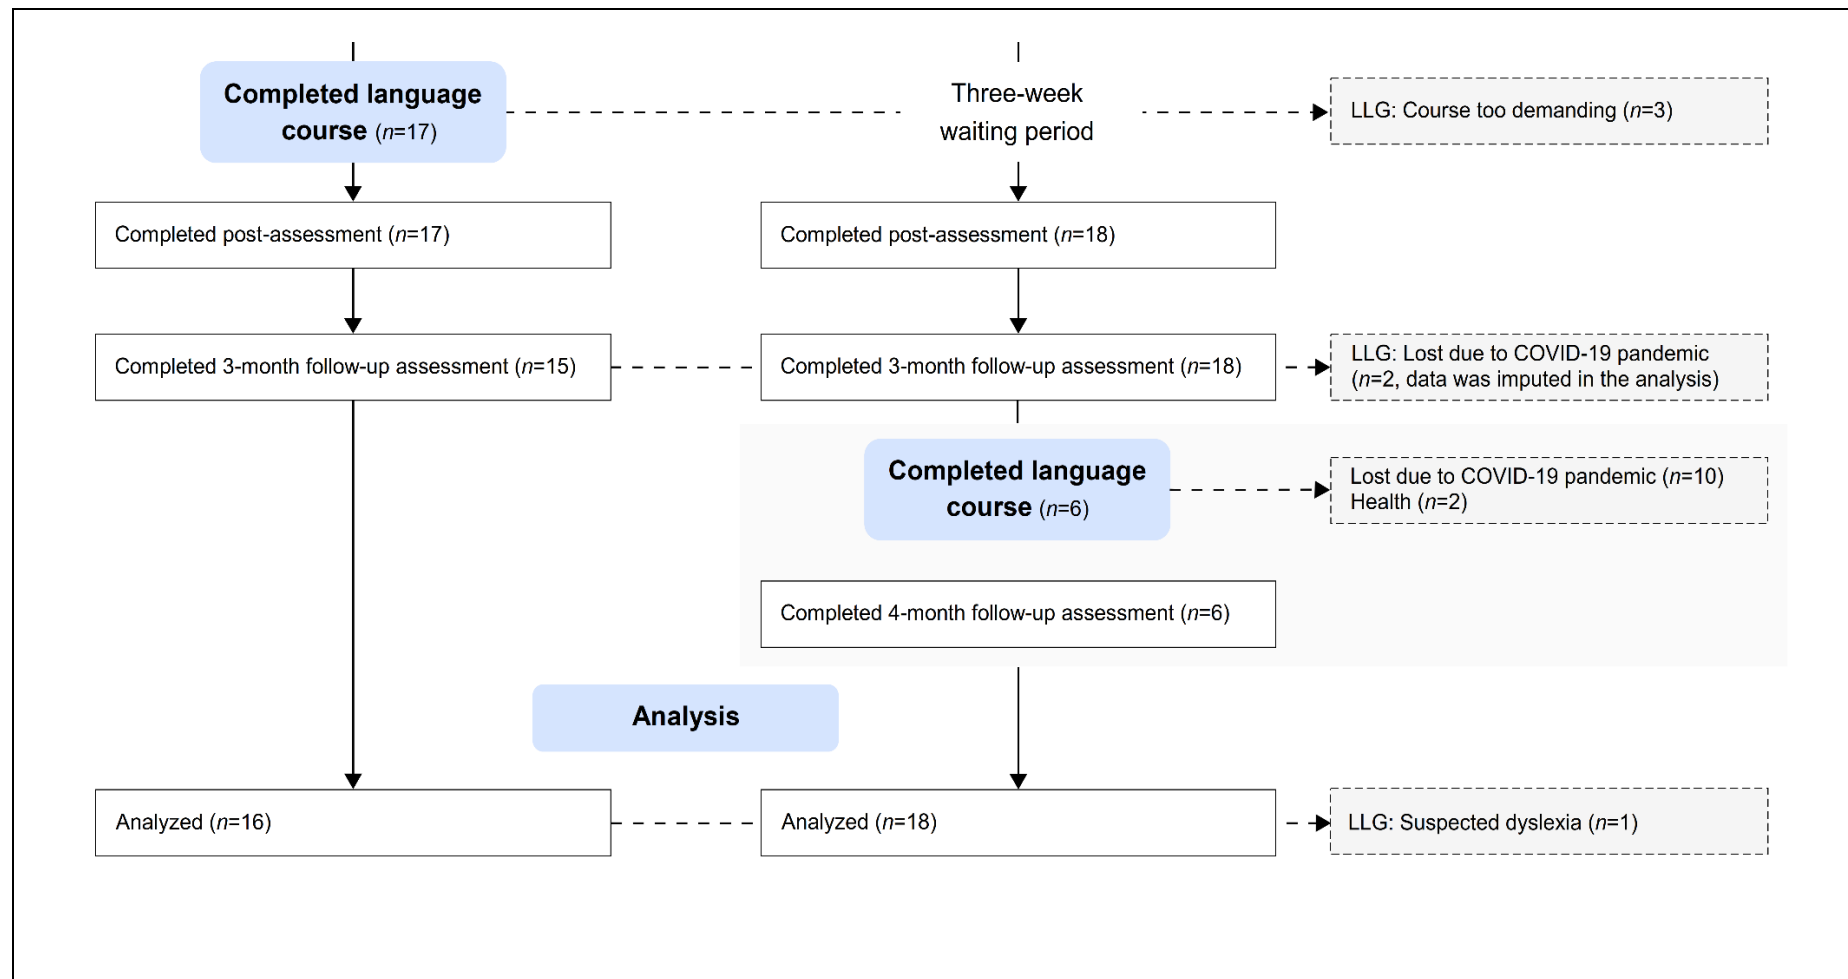 Completed language
course (n=17)
Three-week
waiting period
LLG: Course too demanding (n=3)
Completed post-assessment (n=17)
Completed post-assessment (n=18)
Completed 3-month follow-up assessment (n=15)
Completed 3-month follow-up assessment (n=18)
LLG: Lost due to COVID-19 pandemic
(n=2, data was imputed in the analysis)
Completed language
course (n=6)
Lost due to COVID-19 pandemic (n=10)
Health (n=2)
Completed 4-month follow-up assessment (n=6)
Analysis
Analyzed (n=16)
Analyzed (n=18)
LLG: Suspected dyslexia (n=1)